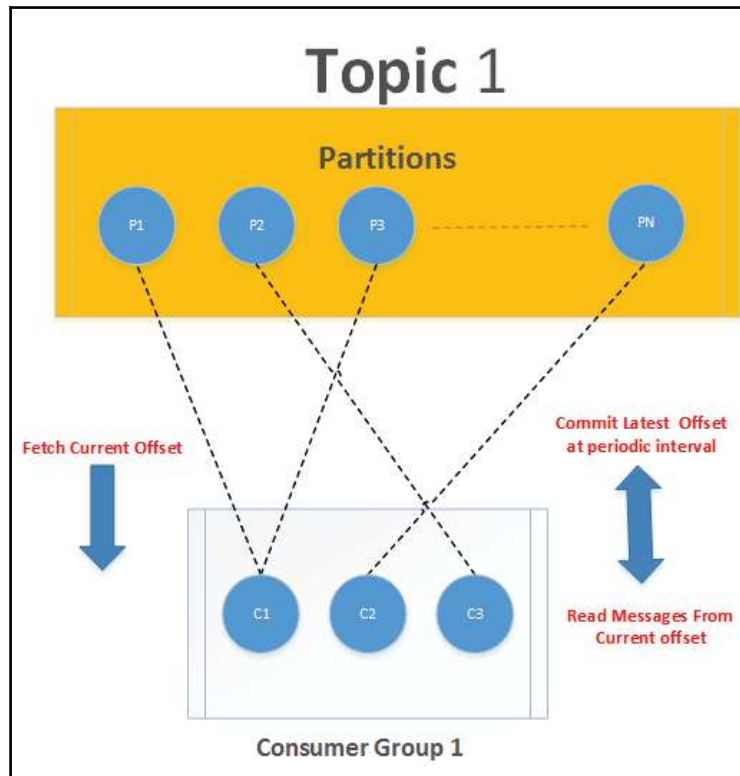 Topic 1
Partitions
P1
P2
P3
PN
Fetch Current Offset
Commit Latest Offset
at periodic interval
C1
C2
C3
Read Messages From
Current offset
Consumer Group 1